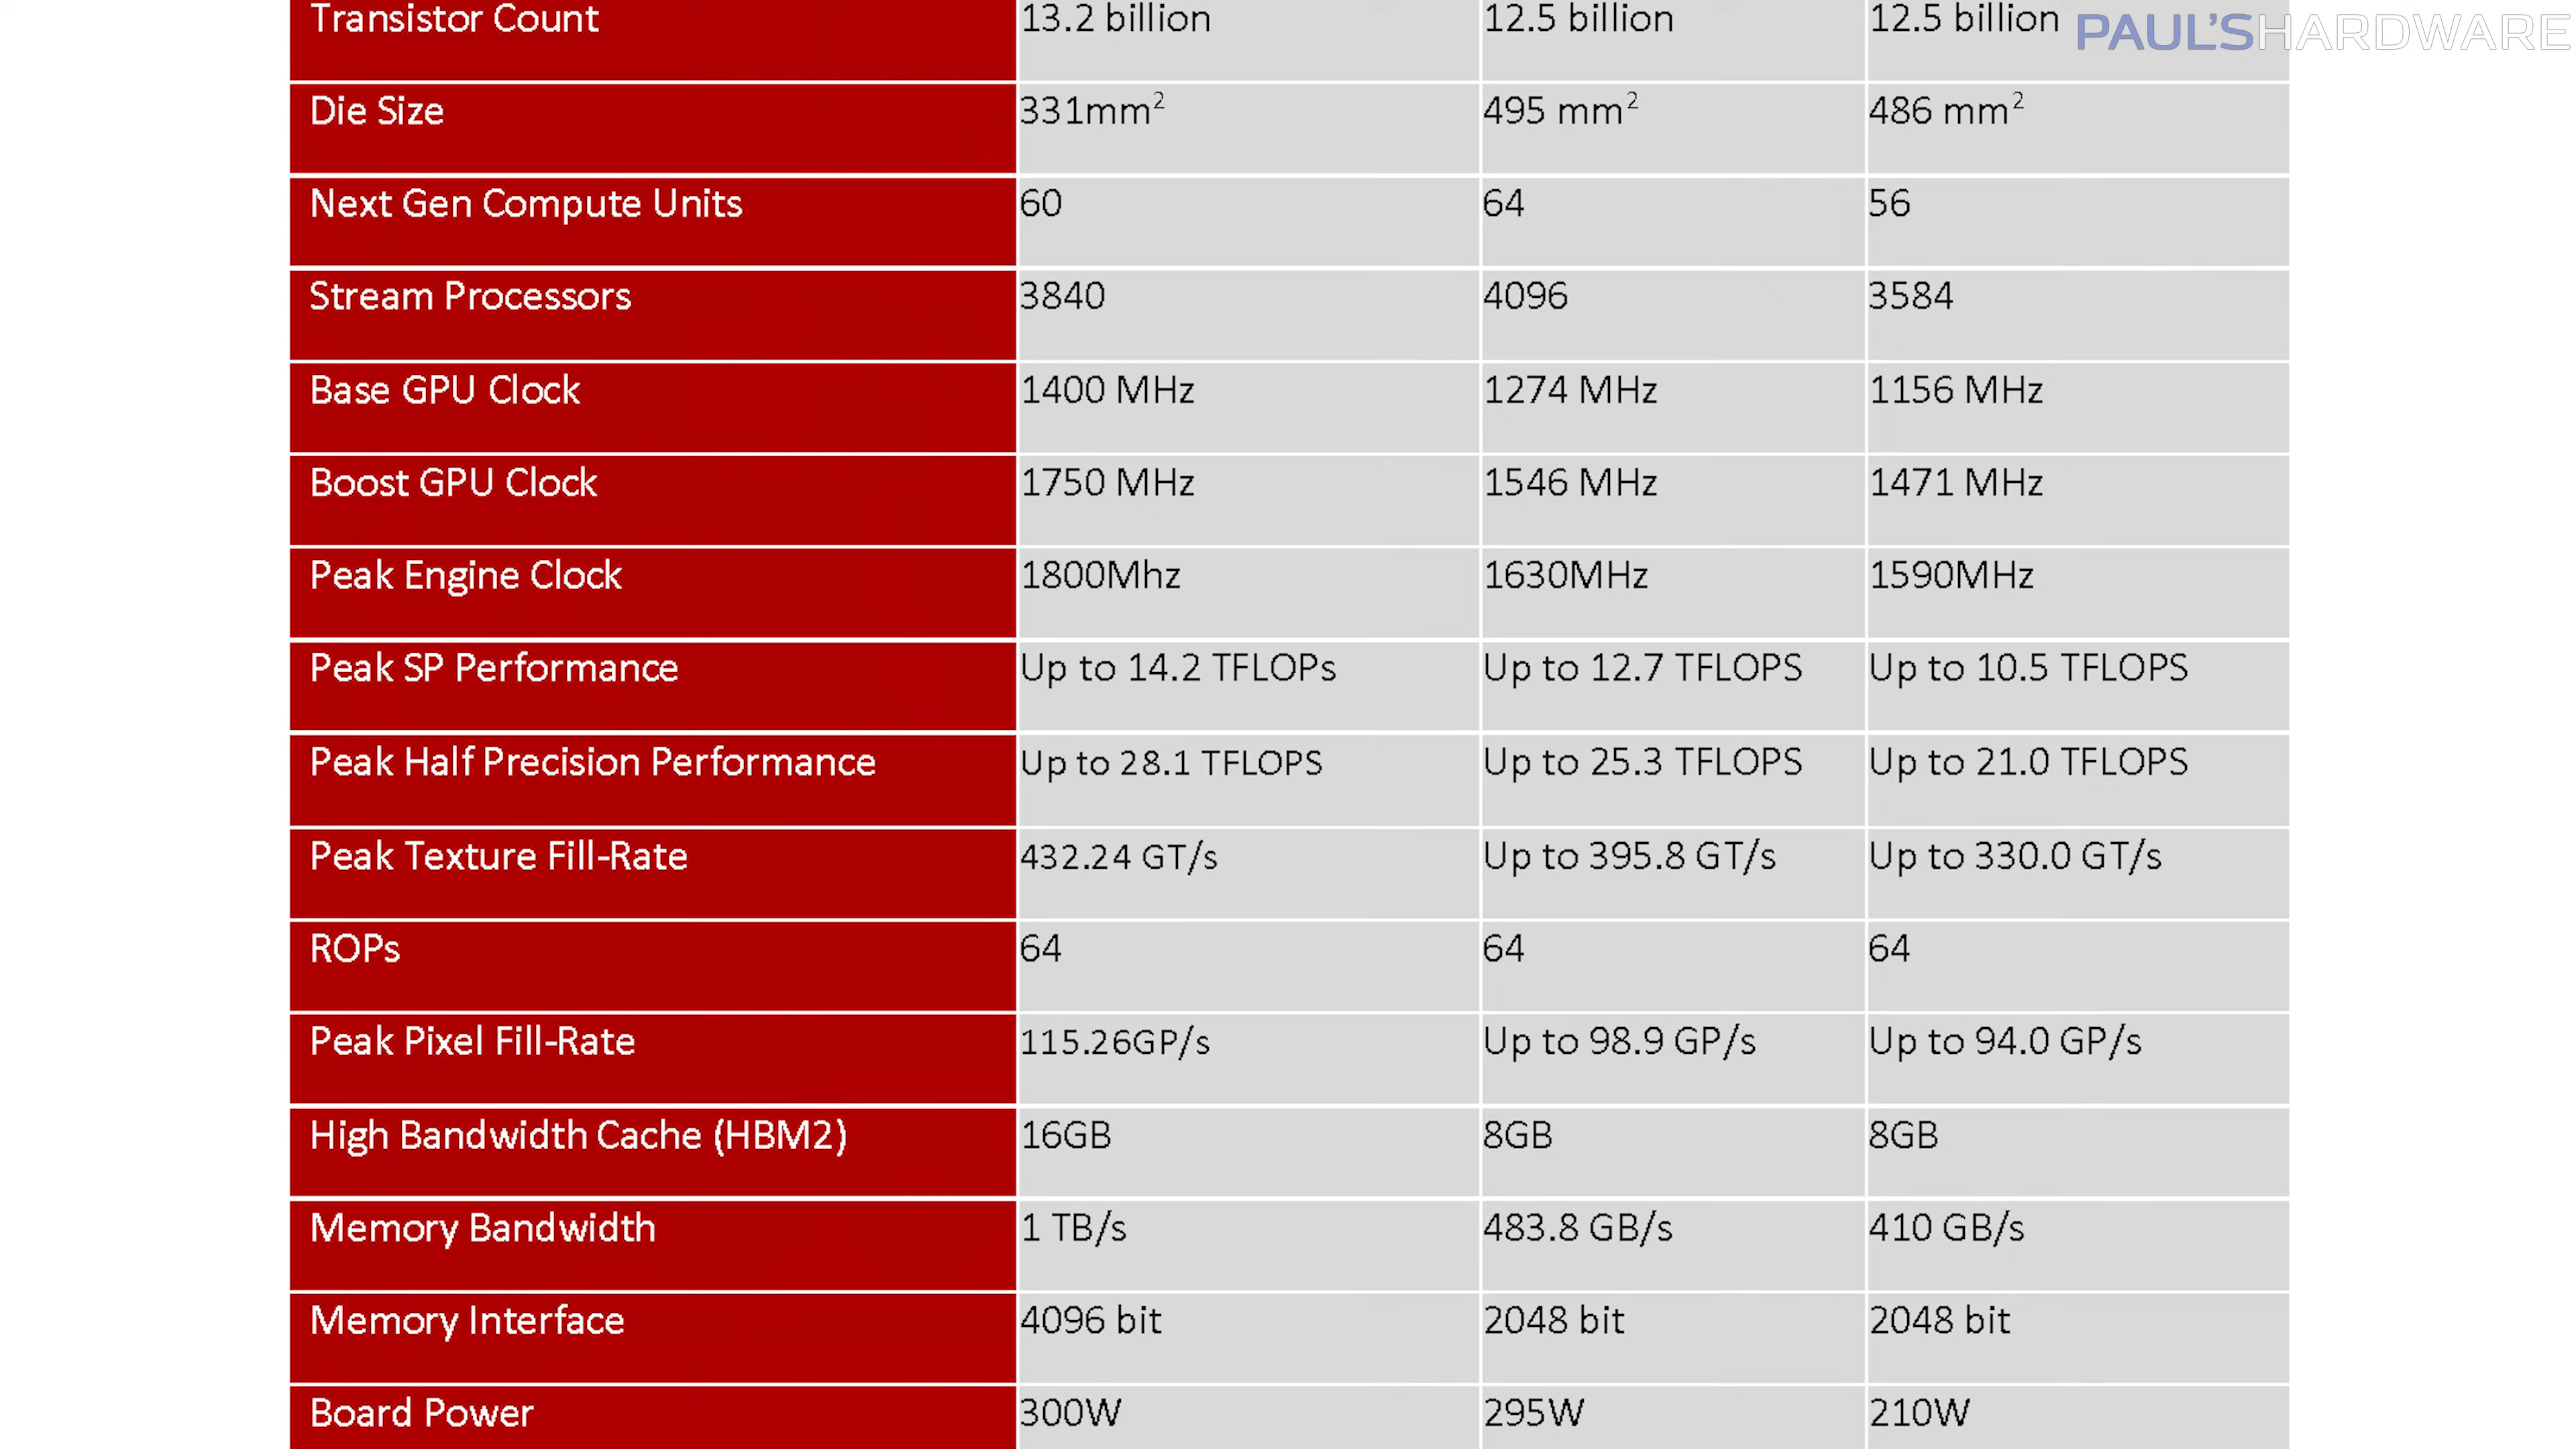 Transistor Count 13.2 billion 12.5 billion 12.5 billion PAUL'SHARDWARE
Die Size 331mm² 495 mm² 486 mm²
Next Gen Compute Units 60 64 56
Stream Processors 3840 4096 3584
Base GPU Clock 1400 MHz 1274 MHz 1156 MHz
Boost GPU Clock 1750 MHz 1546 MHz 1471 MHz
Peak Engine Clock 1800Mhz 1630MHz 1590MHz
Peak SP Performance Up to 14.2 TFLOPs Up to 12.7 TFLOPS Up to 10.5 TFLOPS
Peak Half Precision Performance Up to 28.1 TFLOPS Up to 25.3 TFLOPS Up to 21.0 TFLOPS
Peak Texture Fill-Rate 432.24 GT/s Up to 395.8 GT/s Up to 330.0 GT/s
ROPs 64 64 64
Peak Pixel Fill-Rate 115.26GP/s Up to 98.9 GP/s Up to 94.0 GP/s
High Bandwidth Cache (HBM2) 16GB 8GB 8GB
Memory Bandwidth 1 TB/s 483.8 GB/s 410 GB/s
Memory Interface 4096 bit 2048 bit 2048 bit
Board Power 300W 295W 210W